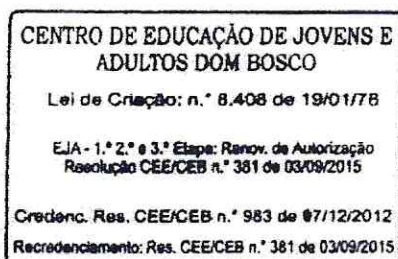 CENTRO DE EDUCAÇÃO DE JOVENS E
ADULTOS DOM BOSCO
Lei de Criação: n.° 8.408 de 19/01/78
EJA - 1.ª 2.ª e 3.ª Etapa: Renov. de Autorização
Resolução CEE/CEB n.° 381 de 03/09/2015
Credenc. Res. CEE/CEB n.° 983 de 07/12/2012
Recredenciamento: Res. CEE/CEB n.° 381 de 03/09/2015